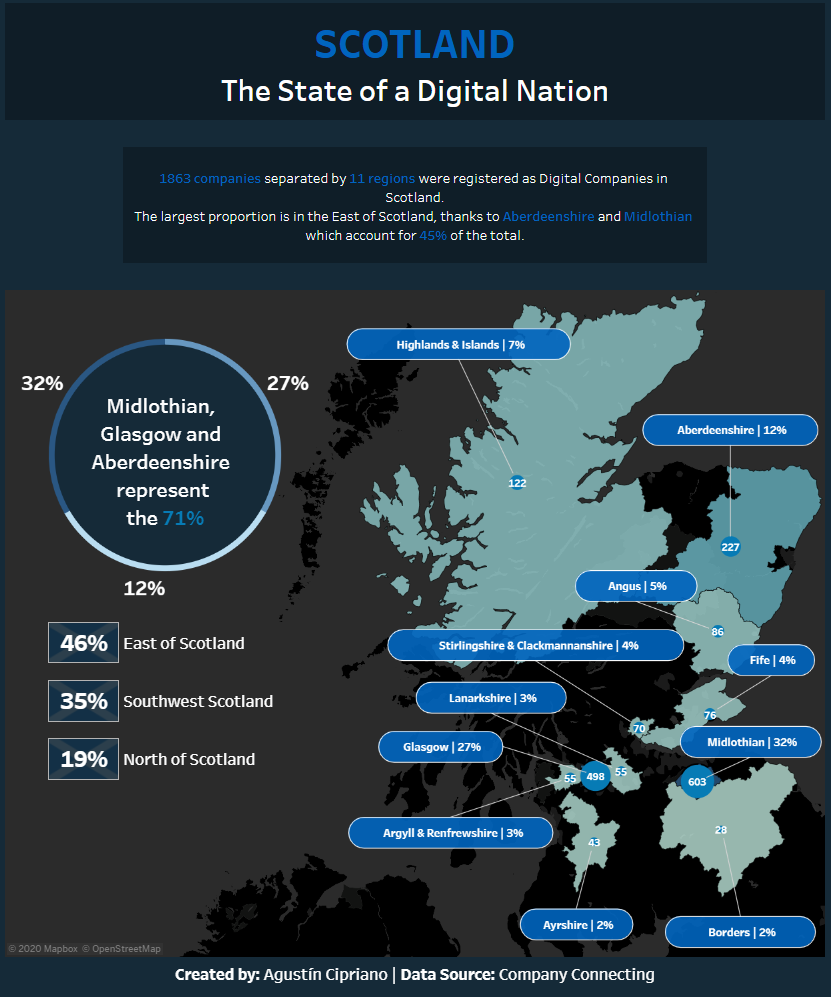 SCOTLAND
The State of a Digital Nation
1863 companies separated by 11 regions were registered as Digital Companies in
Scotland.
The largest proportion is in the East of Scotland, thanks to Aberdeenshire and Midlothian
which account for 45% of the total.
32%
27%
Midlothian,
Glasgow and
Aberdeenshire
represent
the 71%
12%
46% East of Scotland
35% Southwest Scotland
19% North of Scotland
Highlands & Islands | 7%
122
Aberdeenshire | 12%
227
Angus | 5%
86
Stirlingshire & Clackmannanshire | 4%
70
Fife | 4%
76
Lanarkshire | 3%
55
Glasgow | 27%
498
Midlothian | 32%
603
55
Argyll & Renfrewshire | 3%
43
28
Ayrshire | 2%
Borders | 2%
© 2020 Mapbox © OpenStreetMap
Created by: Agustín Cipriano | Data Source: Company Connecting